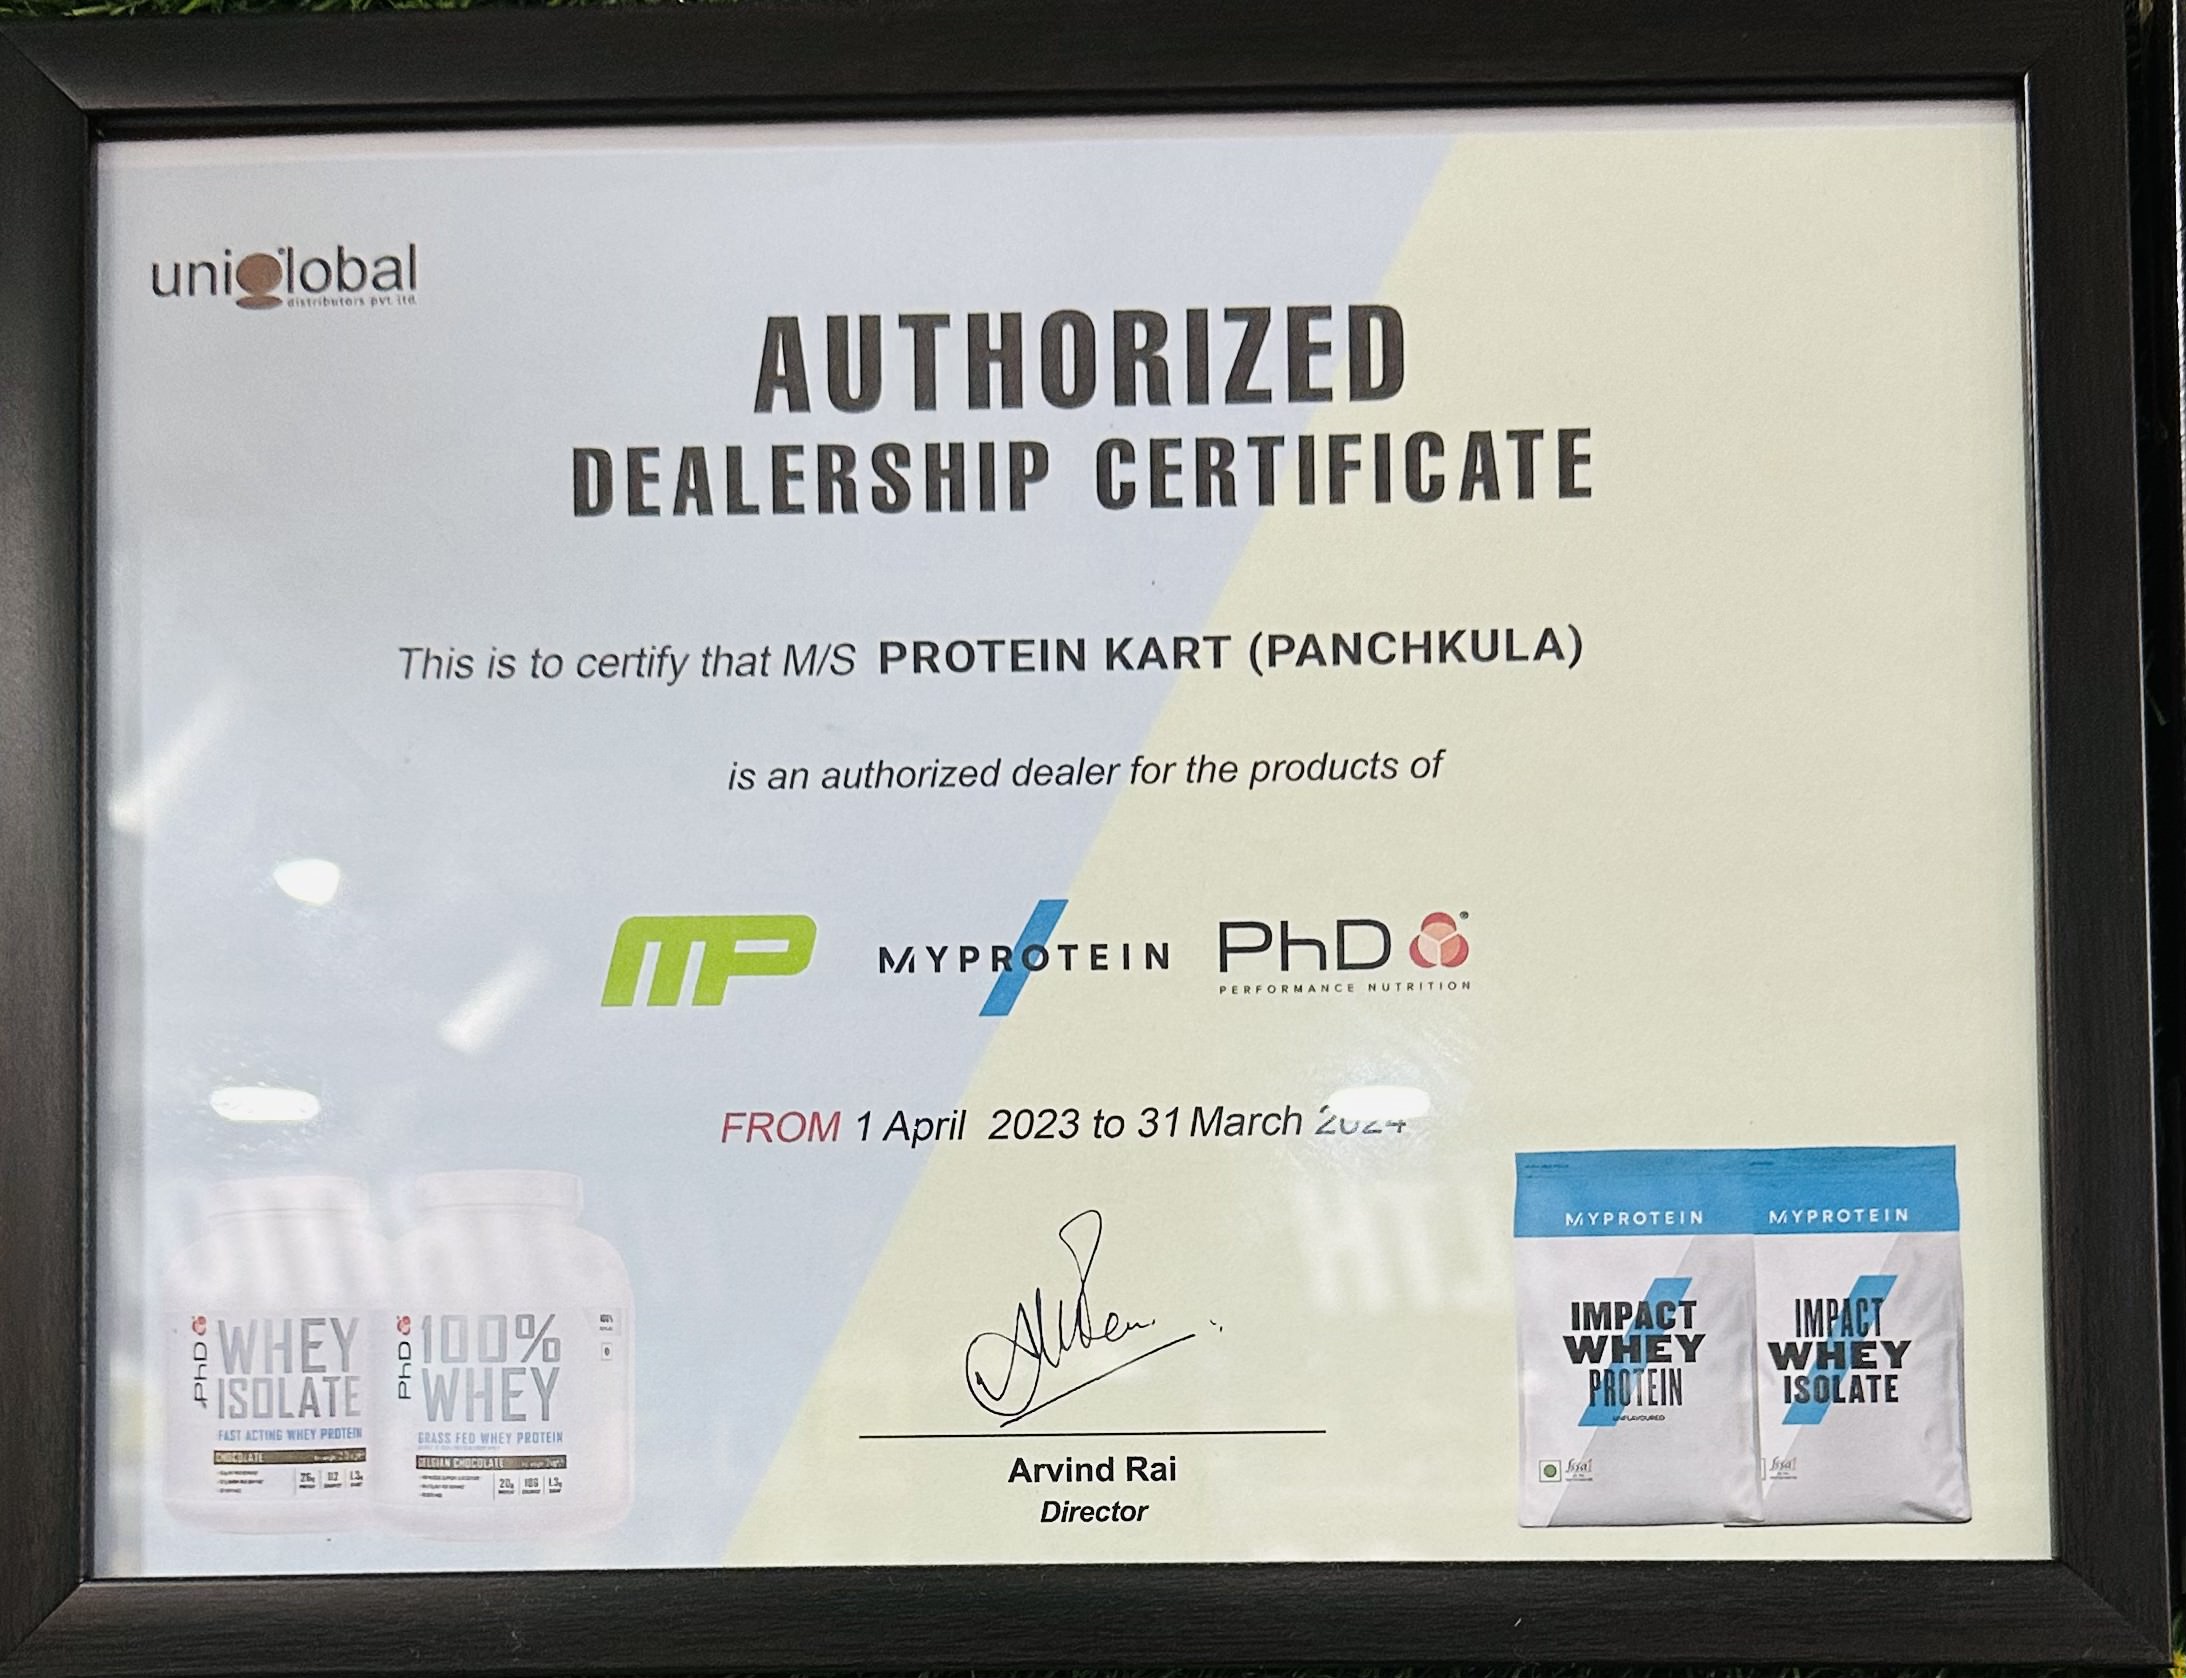 uniglobal
distributors pvt. ltd.
AUTHORIZED
DEALERSHIP CERTIFICATE
This is to certify that M/S PROTEIN KART (PANCHKULA)
is an authorized dealer for the products of
MP MYPROTEIN PhD®
PERFORMANCE NUTRITION
FROM 1 April 2023 to 31 March 2024
Arvind Rai
Director
PhD WHEY
ISOLATE
FAST ACTING WHEY PROTEIN
CHOCOLATE
PhD 100%
WHEY
GRASS FED WHEY PROTEIN
BELGIAN CHOCOLATE
MYPROTEIN
IMPACT
WHEY
PROTEIN
UNFLAVOURED
fssai
MYPROTEIN
IMPACT
WHEY
ISOLATE
fssai